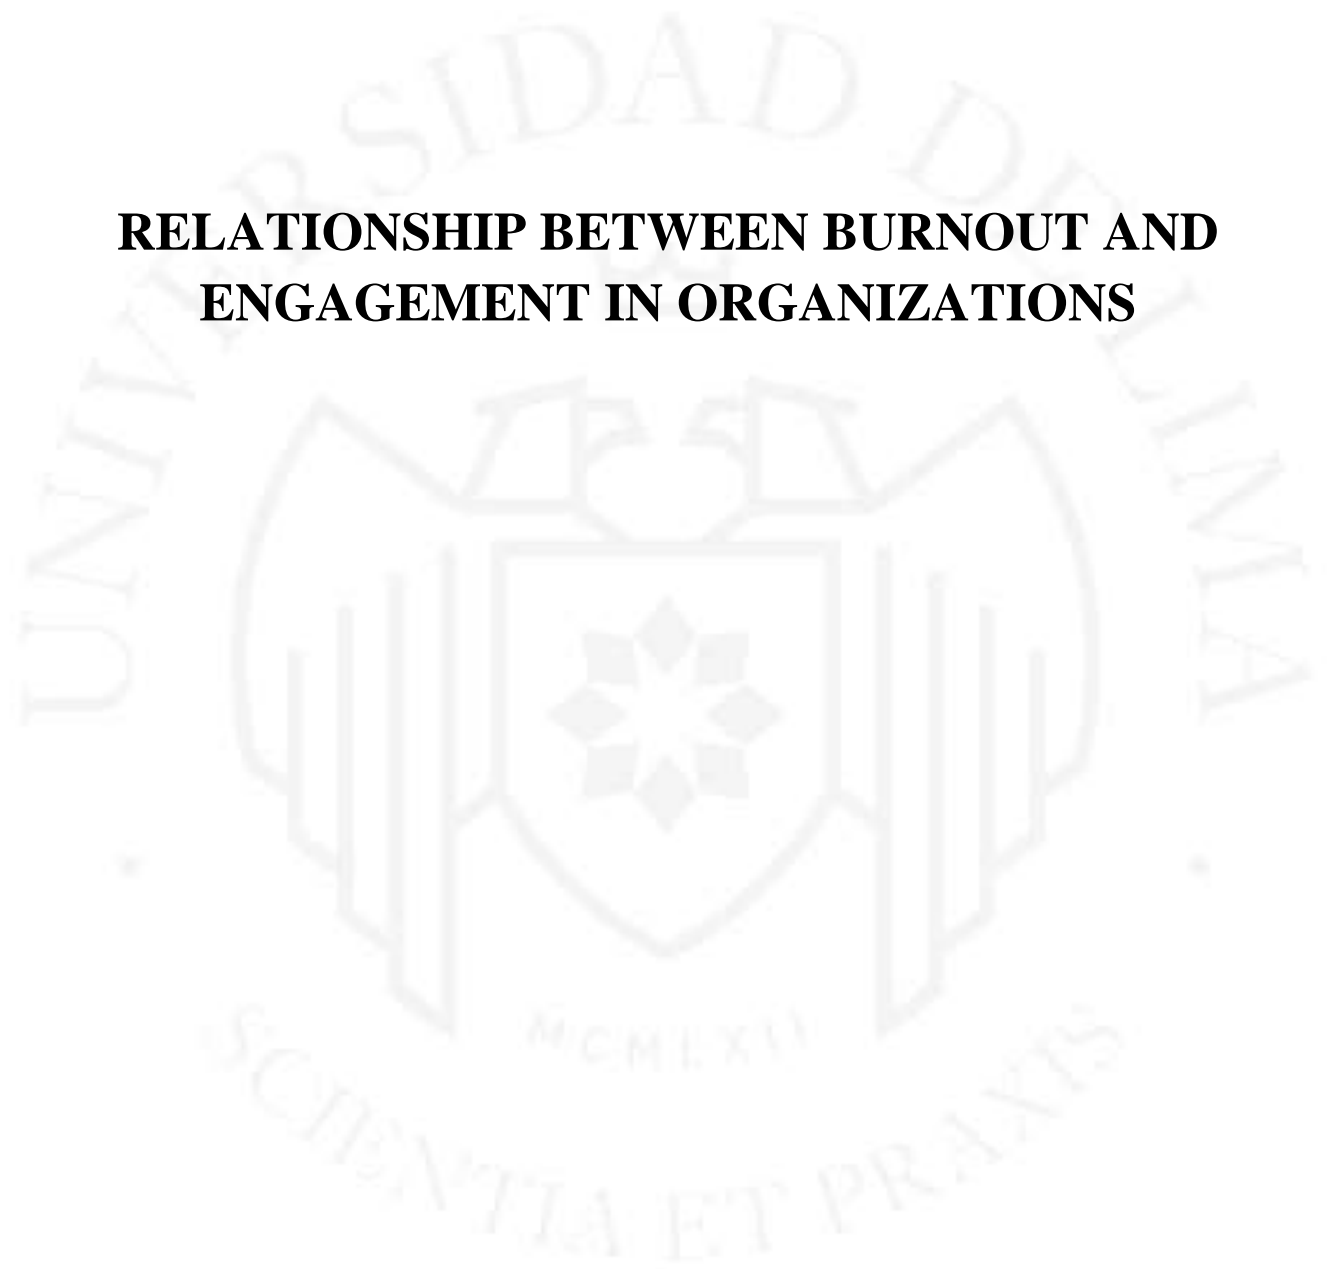 UNIVERSIDAD DE LIMA
RELATIONSHIP BETWEEN BURNOUT AND
ENGAGEMENT IN ORGANIZATIONS
MCMLXII
SCIENTIA ET PRAXIS